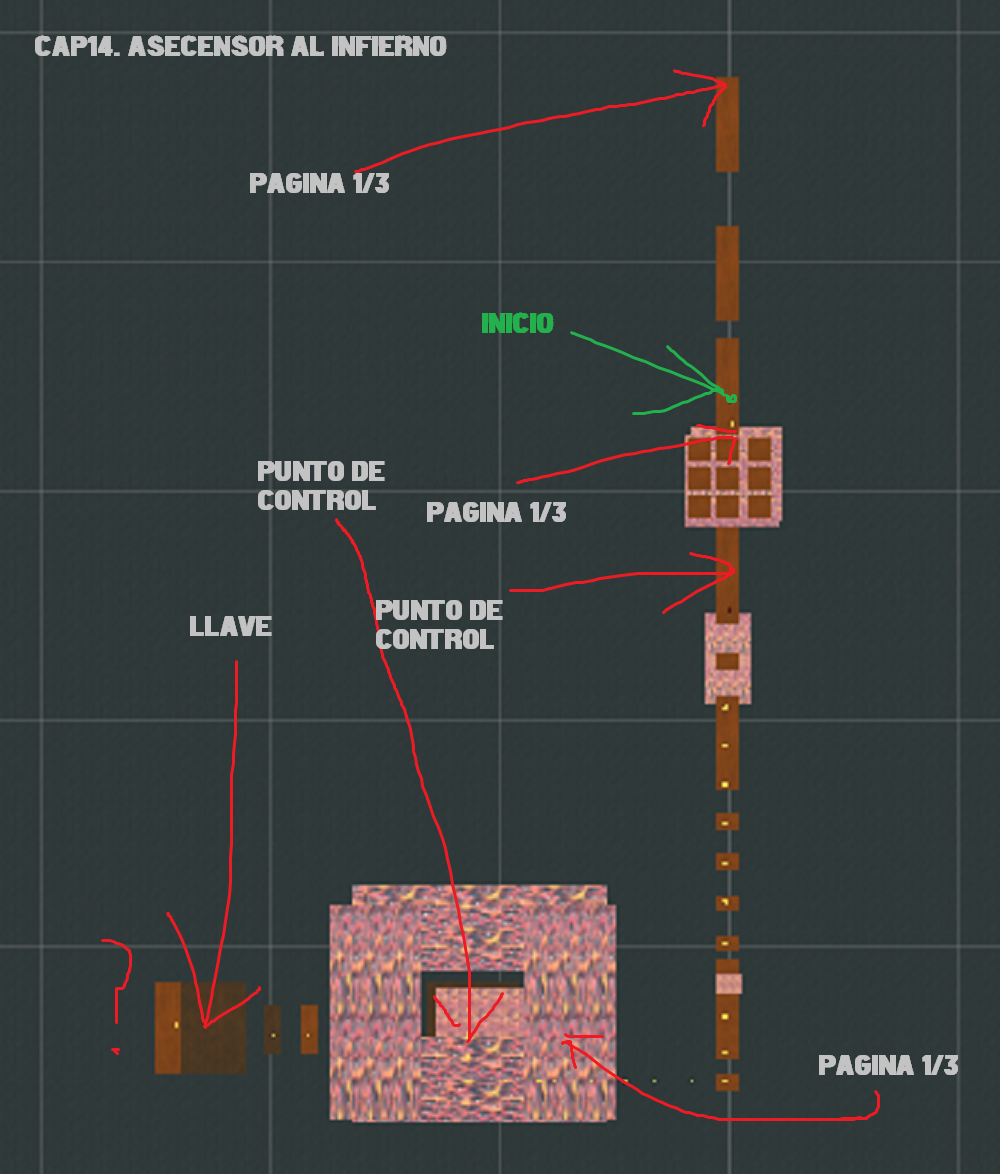 CAP14. ASECENSOR AL INFIERNO
PAGINA 1/3
INICIO
PUNTO DE
CONTROL
PAGINA 1/3
PUNTO DE
CONTROL
LLAVE
?
PAGINA 1/3